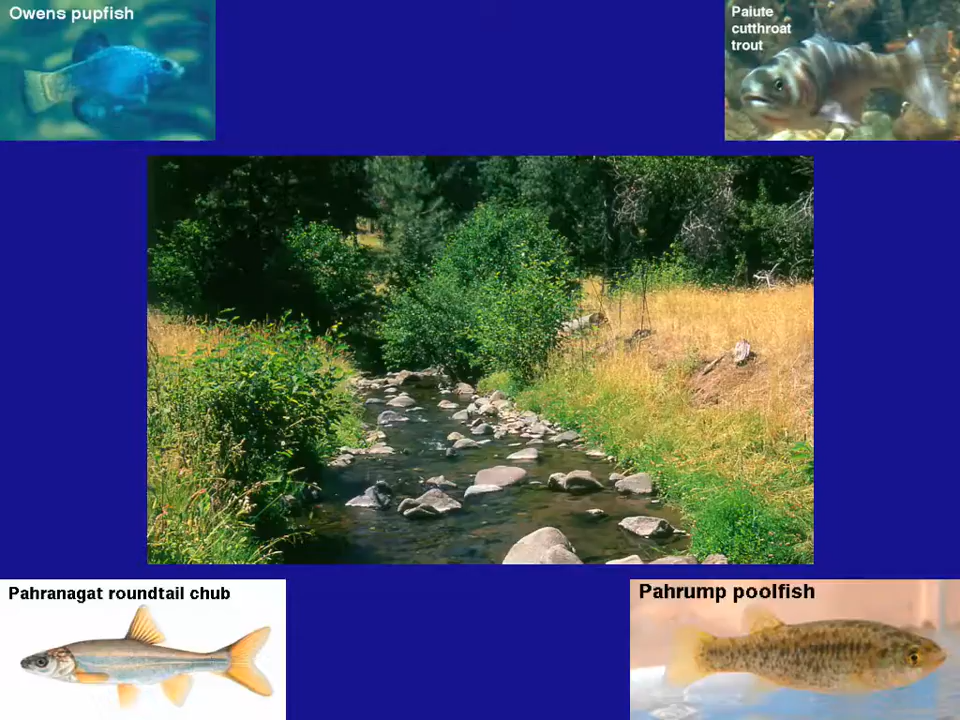 Owens pupfish
Paiute
cutthroat
trout
Pahranagat roundtail chub
Pahrump poolfish